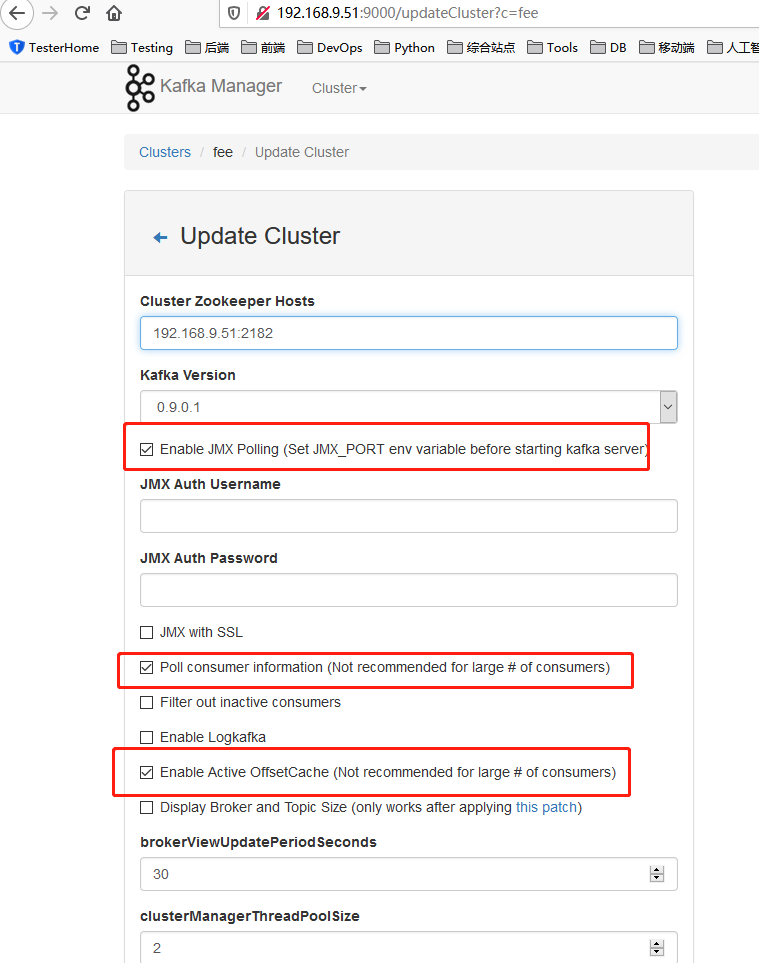 192.168.9.51:9000/updateCluster?c=fee
TesterHome Testing 后端 前端 DevOps Python 综合站点 Tools DB 移动端 人工智
Kafka Manager Cluster
Clusters / fee / Update Cluster
Update Cluster
Cluster Zookeeper Hosts
192.168.9.51:2182
Kafka Version
0.9.0.1
Enable JMX Polling (Set JMX_PORT env variable before starting kafka server)
JMX Auth Username
JMX Auth Password
JMX with SSL
Poll consumer information (Not recommended for large # of consumers)
Filter out inactive consumers
Enable Logkafka
Enable Active OffsetCache (Not recommended for large # of consumers)
Display Broker and Topic Size (only works after applying this patch)
brokerViewUpdatePeriodSeconds
30
clusterManagerThreadPoolSize
2